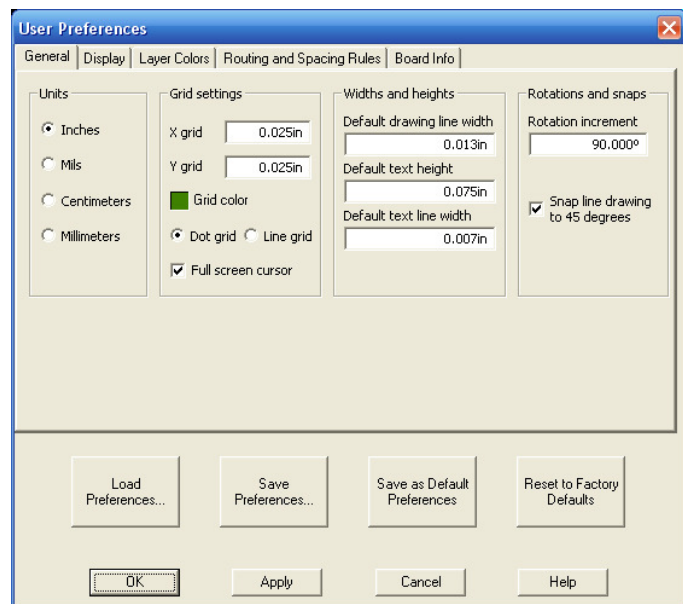 User Preferences
General
Display
Layer Colors
Routing and Spacing Rules
Board Info
Units
Inches
Mils
Centimeters
Millimeters
Grid settings
X grid 0.025in
Y grid 0.025in
Grid color
Dot grid
Line grid
Full screen cursor
Widths and heights
Default drawing line width
0.013in
Default text height
0.075in
Default text line width
0.007in
Rotations and snaps
Rotation increment
90.000º
Snap line drawing
to 45 degrees
Load
Preferences...
Save
Preferences...
Save as Default
Preferences
Reset to Factory
Defaults
OK
Apply
Cancel
Help